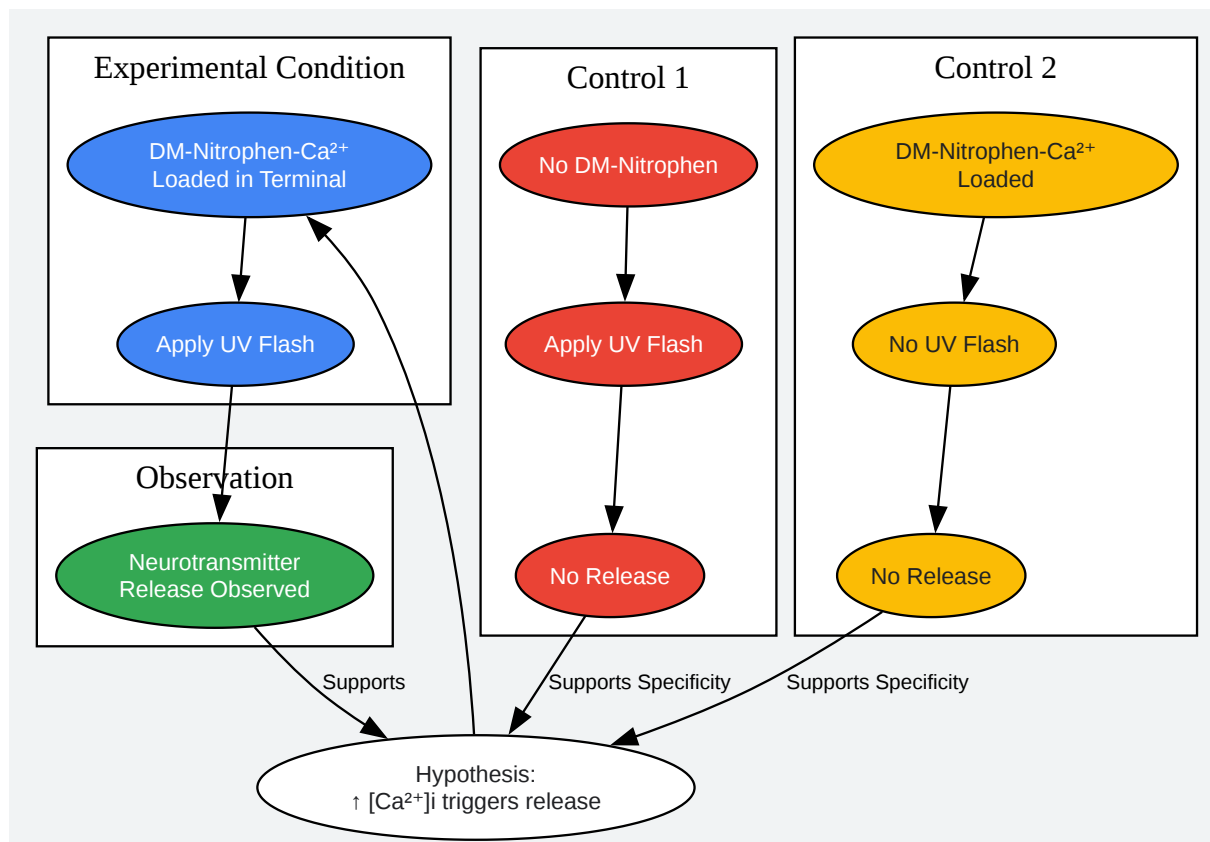 Experimental Condition
DM-Nitrophen-Ca²⁺
Loaded in Terminal
Apply UV Flash
Observation
Neurotransmitter
Release Observed
Control 1
No DM-Nitrophen
Apply UV Flash
No Release
Control 2
DM-Nitrophen-Ca²⁺
Loaded
No UV Flash
No Release
Supports
Supports Specificity
Supports Specificity
Hypothesis:
↑ [Ca²⁺]i triggers release